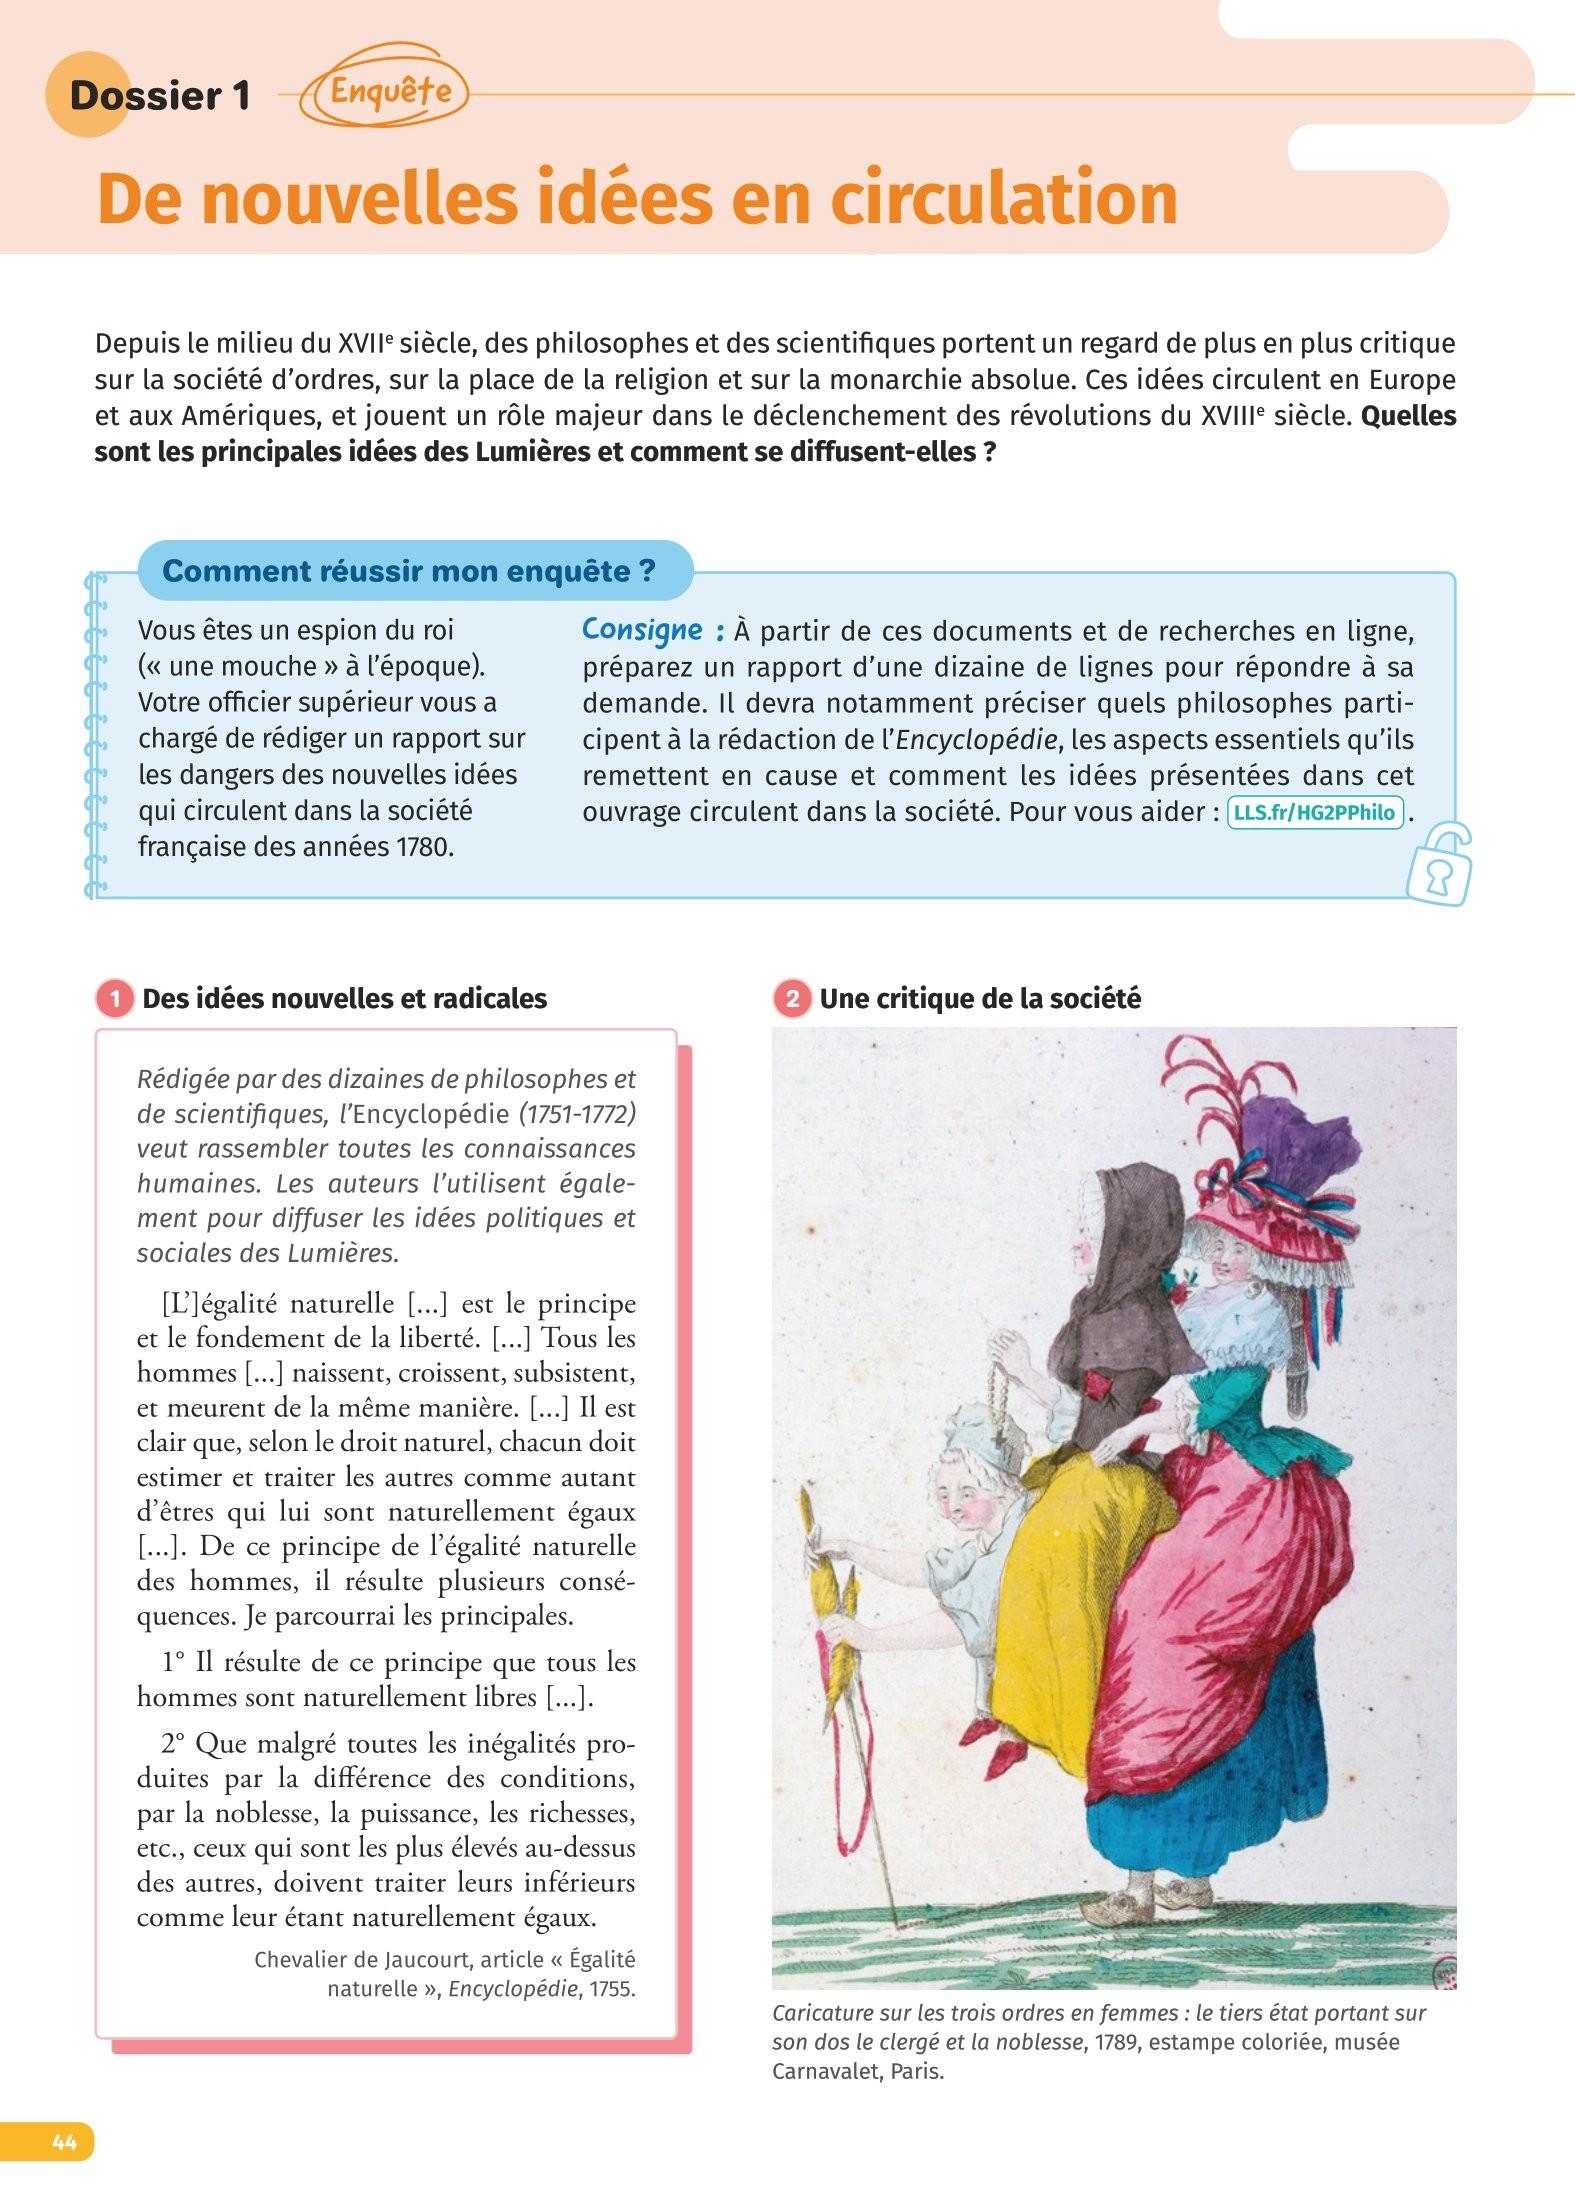 Dossier 1
Enquête
De nouvelles idées en circulation
Depuis le milieu du XVIIe siècle, des philosophes et des scientifiques portent un regard de plus en plus critique
sur la société d’ordres, sur la place de la religion et sur la monarchie absolue. Ces idées circulent en Europe
et aux Amériques, et jouent un rôle majeur dans le déclenchement des révolutions du XVIIIe siècle. Quelles
sont les principales idées des Lumières et comment se diffusent-elles ?
Comment réussir mon enquête ?
Vous êtes un espion du roi
(« une mouche » à l’époque).
Votre officier supérieur vous a
chargé de rédiger un rapport sur
les dangers des nouvelles idées
qui circulent dans la société
française des années 1780.
Consigne : À partir de ces documents et de recherches en ligne,
préparez un rapport d’une dizaine de lignes pour répondre à sa
demande. Il devra notamment préciser quels philosophes parti-
cipent à la rédaction de l’Encyclopédie, les aspects essentiels qu’ils
remettent en cause et comment les idées présentées dans cet
ouvrage circulent dans la société. Pour vous aider : LLS.fr/HG2PPhilo .
1 Des idées nouvelles et radicales
Rédigée par des dizaines de philosophes et
de scientifiques, l’Encyclopédie (1751-1772)
veut rassembler toutes les connaissances
humaines. Les auteurs l’utilisent égale-
ment pour diffuser les idées politiques et
sociales des Lumières.
[L’]égalité naturelle [...] est le principe
et le fondement de la liberté. [...] Tous les
hommes [...] naissent, croissent, subsistent,
et meurent de la même manière. [...] Il est
clair que, selon le droit naturel, chacun doit
estimer et traiter les autres comme autant
d’êtres qui lui sont naturellement égaux
[...]. De ce principe de l’égalité naturelle
des hommes, il résulte plusieurs consé-
quences. Je parcourrai les principales.
1° Il résulte de ce principe que tous les
hommes sont naturellement libres [...].
2° Que malgré toutes les inégalités pro-
duites par la différence des conditions,
par la noblesse, la puissance, les richesses,
etc., ceux qui sont les plus élevés au-dessus
des autres, doivent traiter leurs inférieurs
comme leur étant naturellement égaux.
Chevalier de Jaucourt, article « Égalité
naturelle », Encyclopédie, 1755.
2 Une critique de la société
Caricature sur les trois ordres en femmes : le tiers état portant sur
son dos le clergé et la noblesse, 1789, estampe coloriée, musée
Carnavalet, Paris.
44